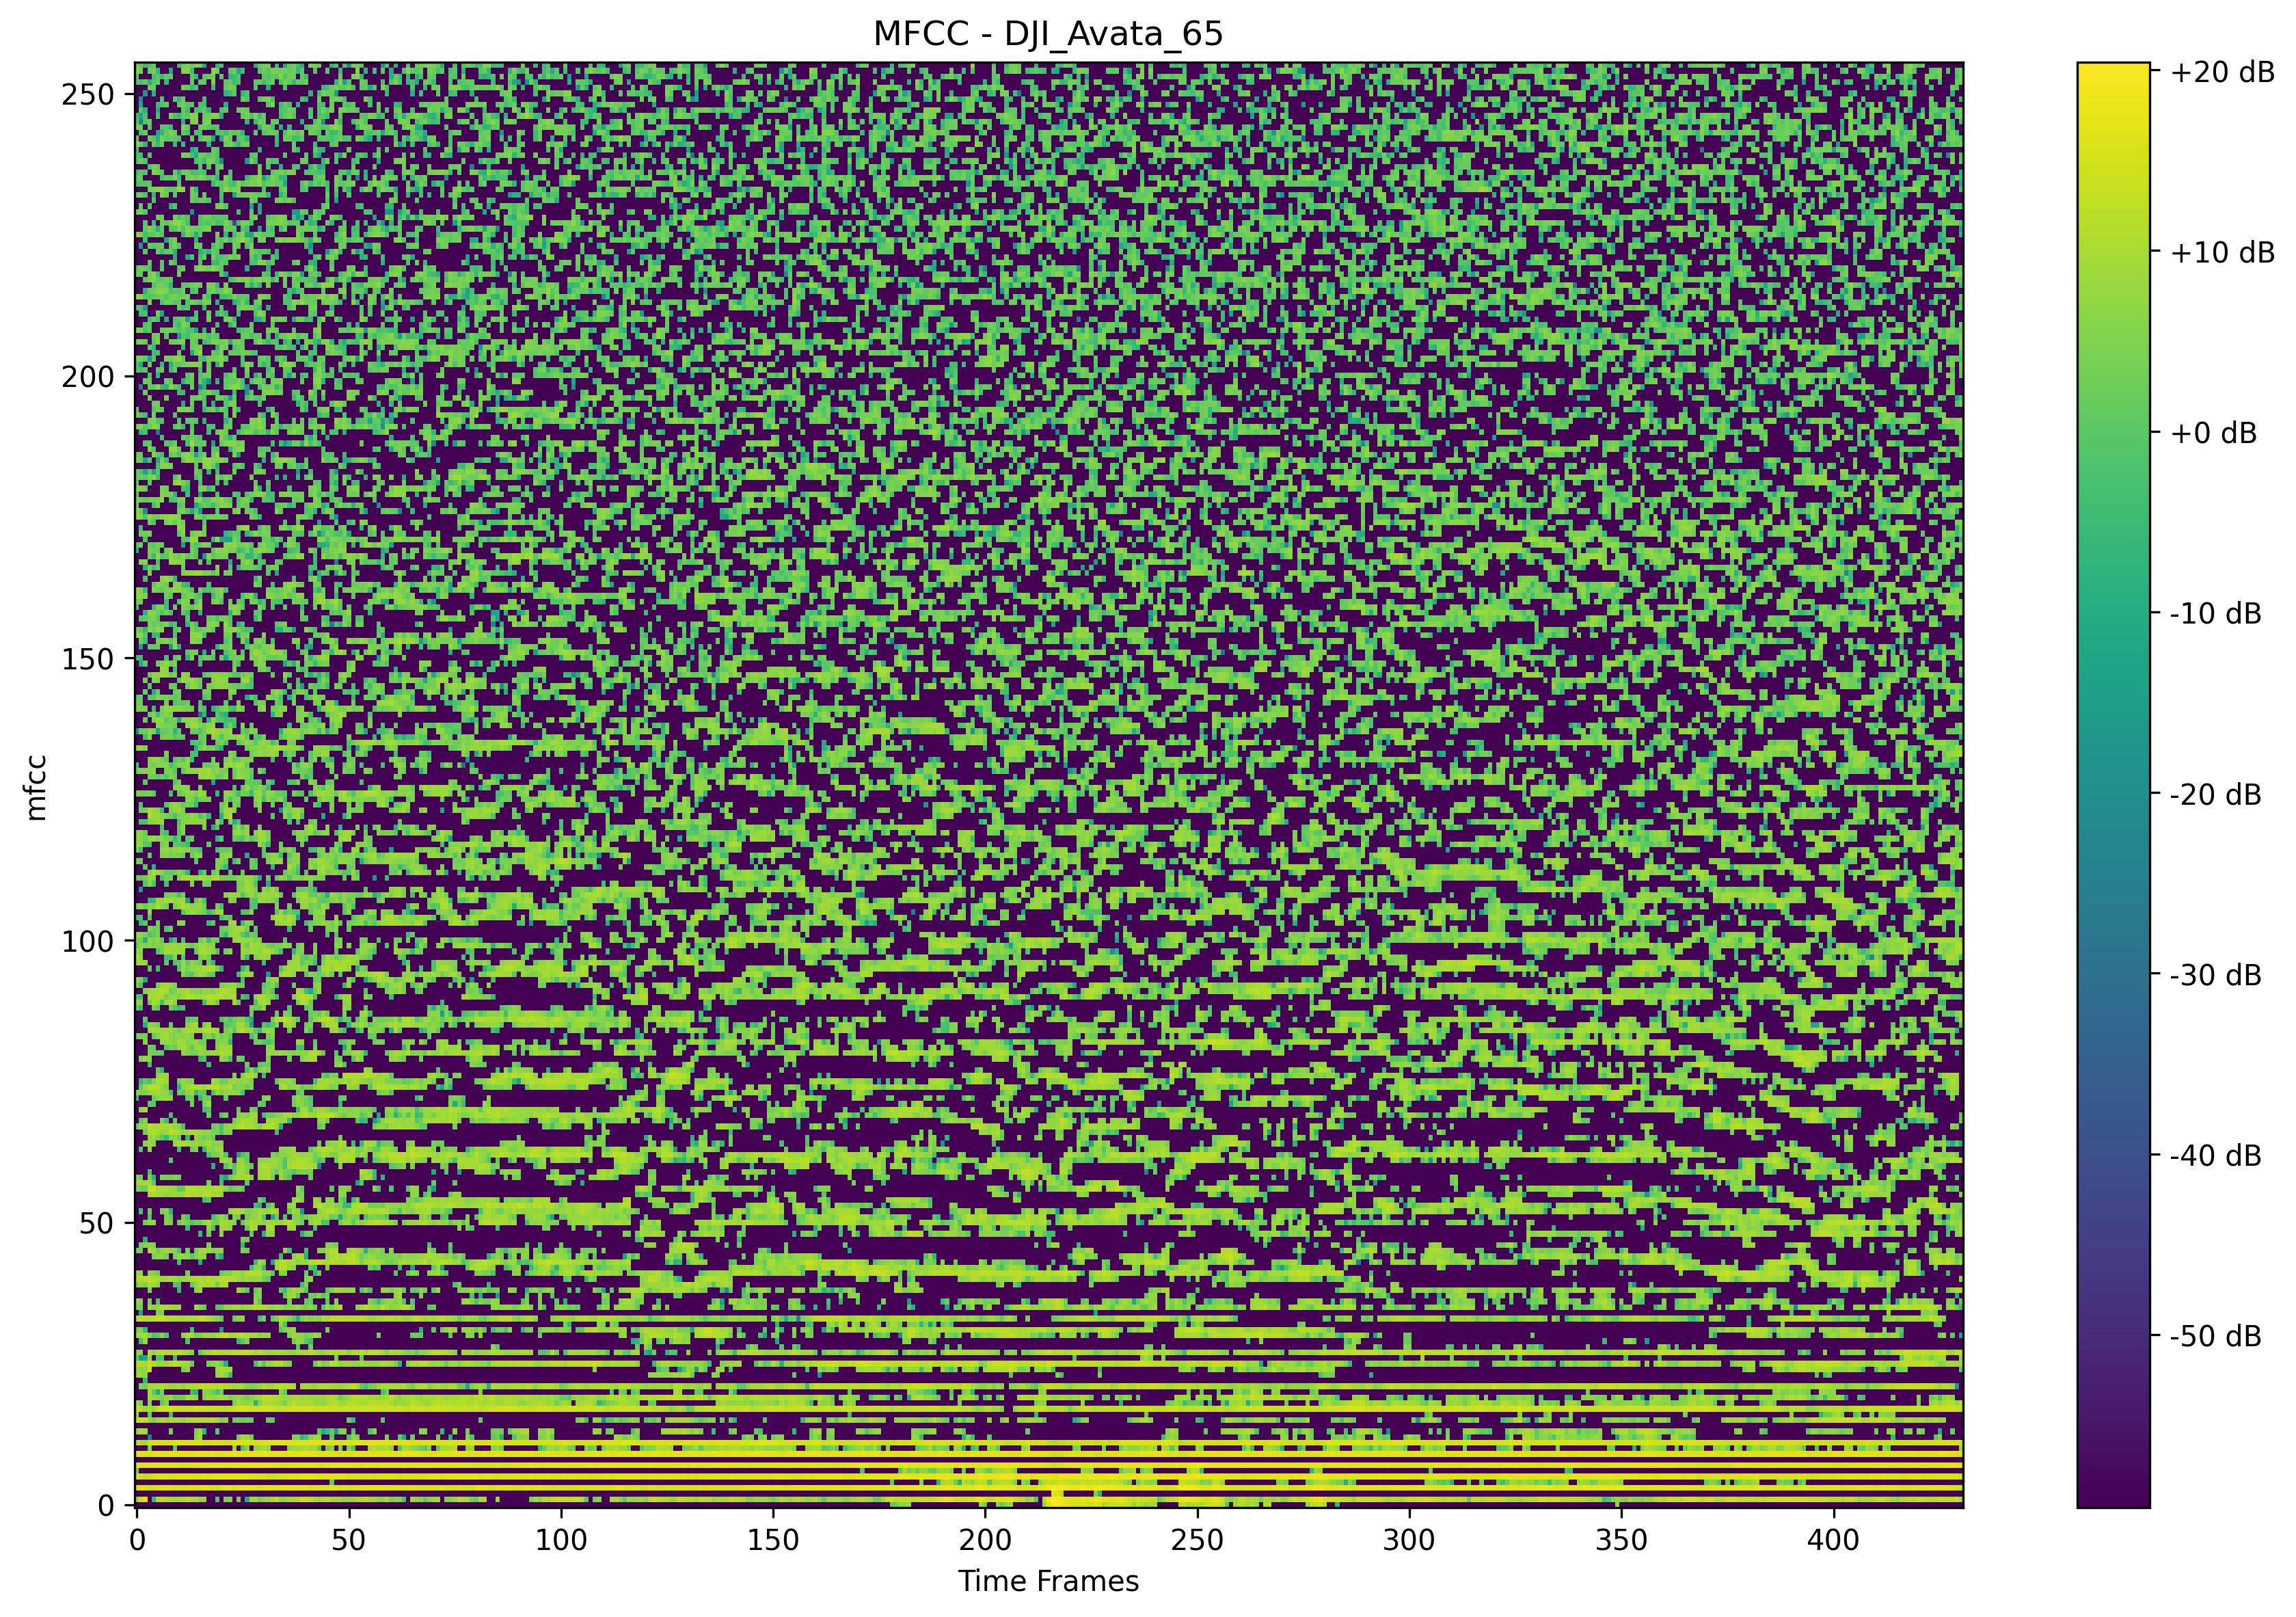 MFCC - DJI_Avata_65
mfcc
250
200
150
100
50
0
0 50 100 150 200 250 300 350 400
Time Frames
+20 dB
+10 dB
+0 dB
-10 dB
-20 dB
-30 dB
-40 dB
-50 dB